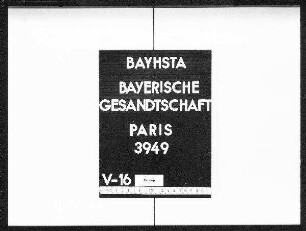 BAYHSTA
BAYERISCHE
GESANDTSCHAFT
PARIS
3949
V-16